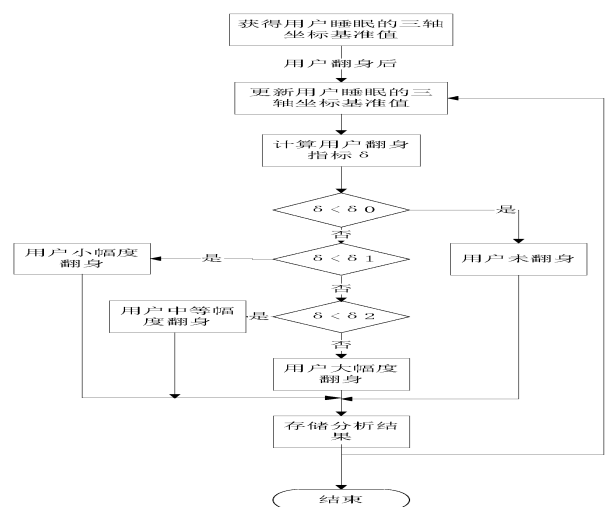 获得用户睡眠的三轴
坐标基准值
用户翻身后
更新用户睡眠的三
轴坐标基准值
计算用户翻身
指标δ
δ<δ0
是
否
用户小幅度
翻身
是
δ<δ1
用户未翻身
否
用户中等幅
度翻身
是
δ<δ2
否
用户大幅度
翻身
存储分析结
果
结束